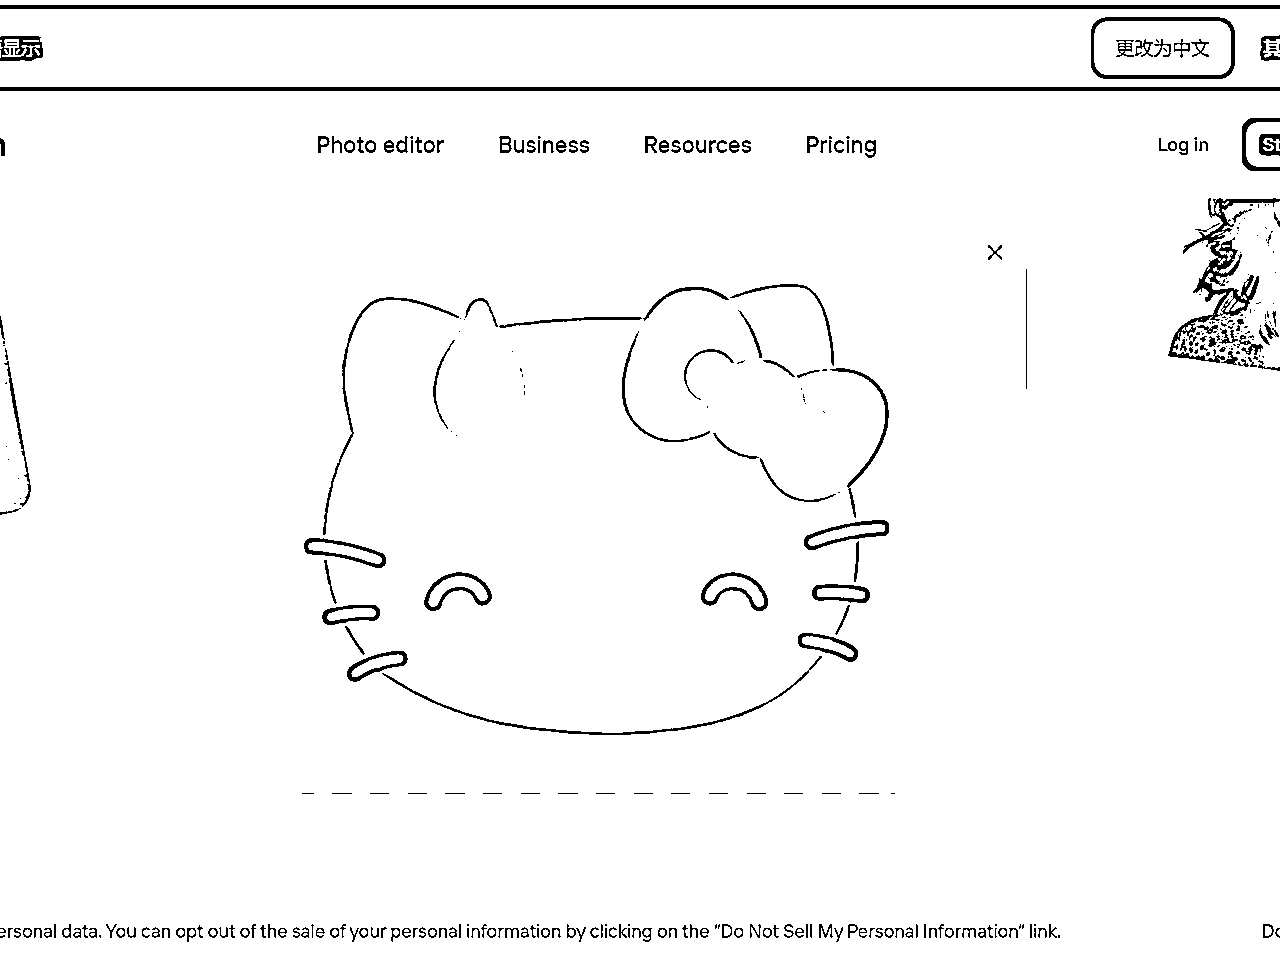 显示
更改为中文
Photo editor Business Resources Pricing Log in
ersonal data. You can opt out of the sale of your personal information by clicking on the “Do Not Sell My Personal Information” link.